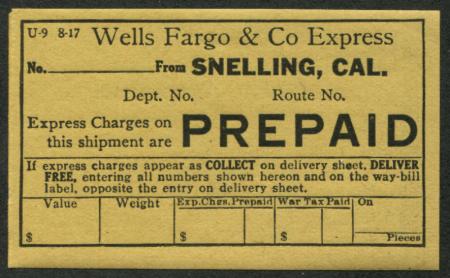 U-9 8-17 Wells Fargo & Co Express
No. From SNELLING, CAL.
Dept. No. Route No.
Express Charges on
this shipment are PREPAID
If express charges appear as COLLECT on delivery sheet, DELIVER
FREE, entering all numbers shown hereon and on the way-bill
label, opposite the entry on delivery sheet.
Value Weight Exp.Chgs.Prepaid War Tax Paid On
$ $ $ Pieces